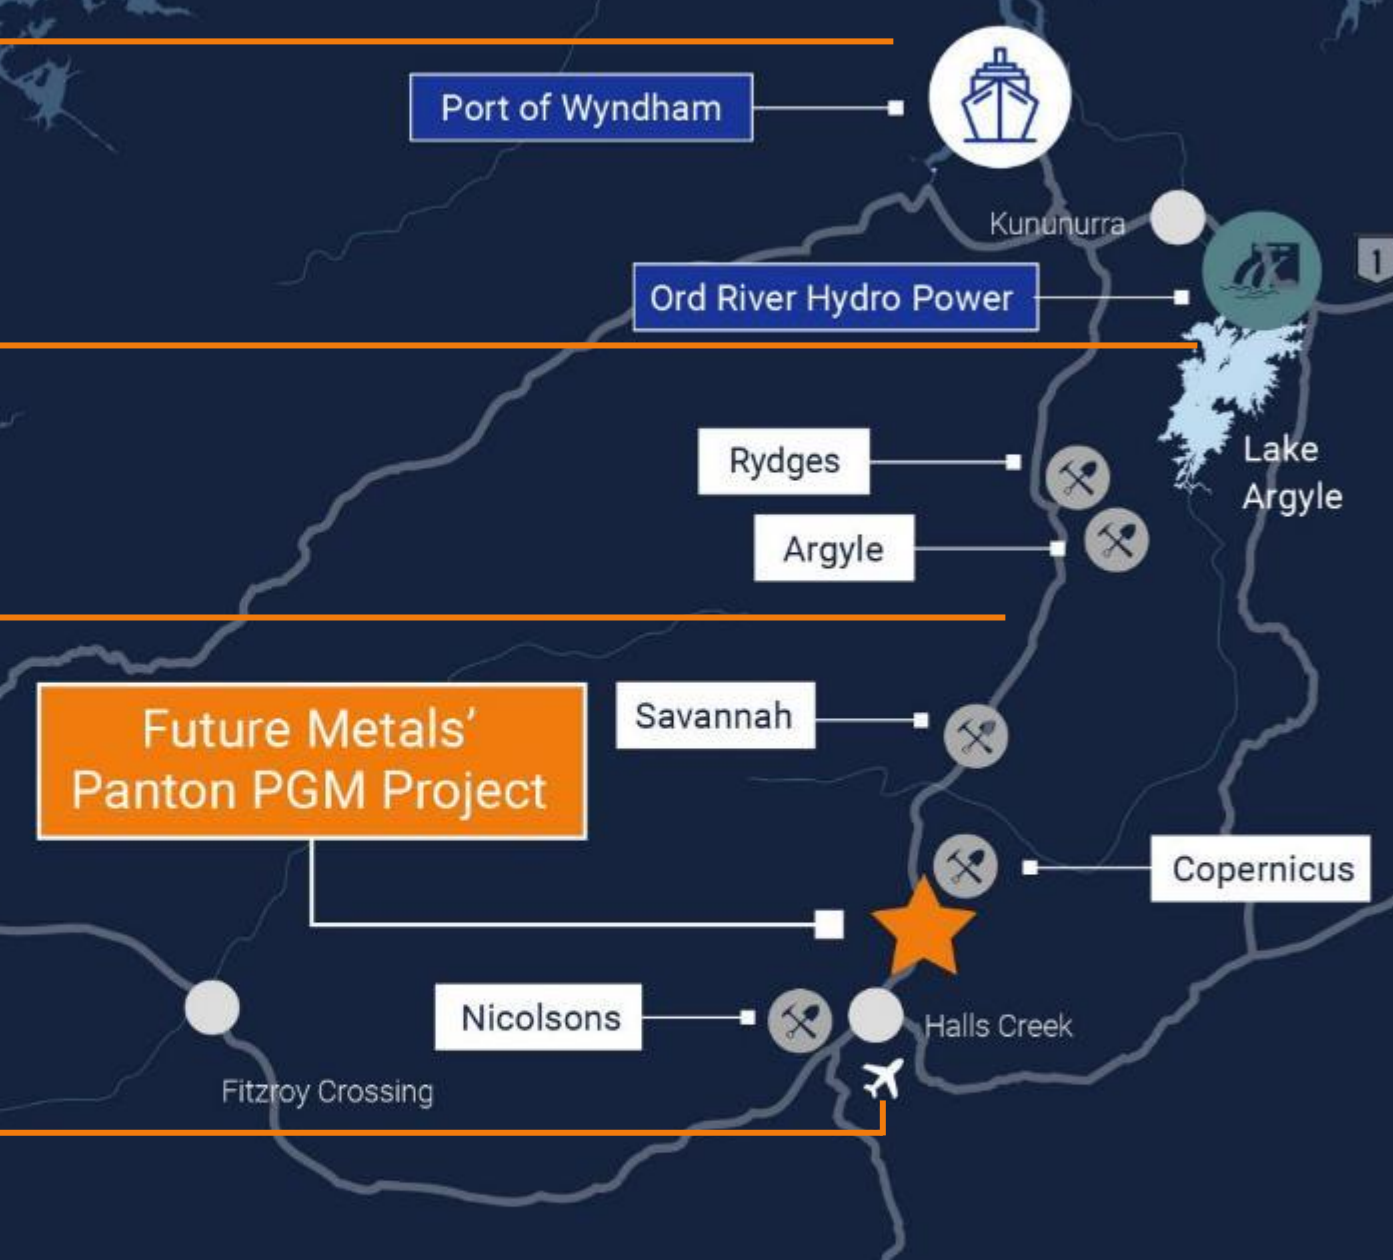 Port of Wyndham
Kununurra
Ord River Hydro Power
1
Rydges
Lake
Argyle
Argyle
Savannah
Future Metals’
Panton PGM Project
Copernicus
Nicolsons
Halls Creek
Fitzroy Crossing